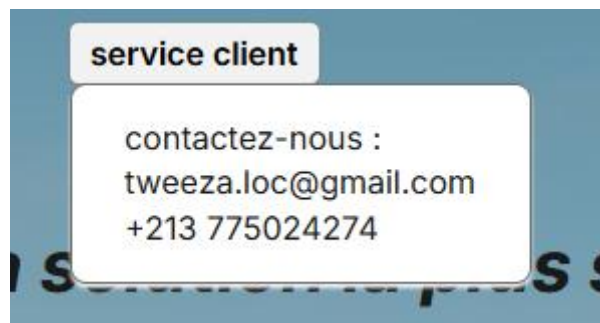 service client
contactez-nous :
tweeza.loc@gmail.com
+213 775024274